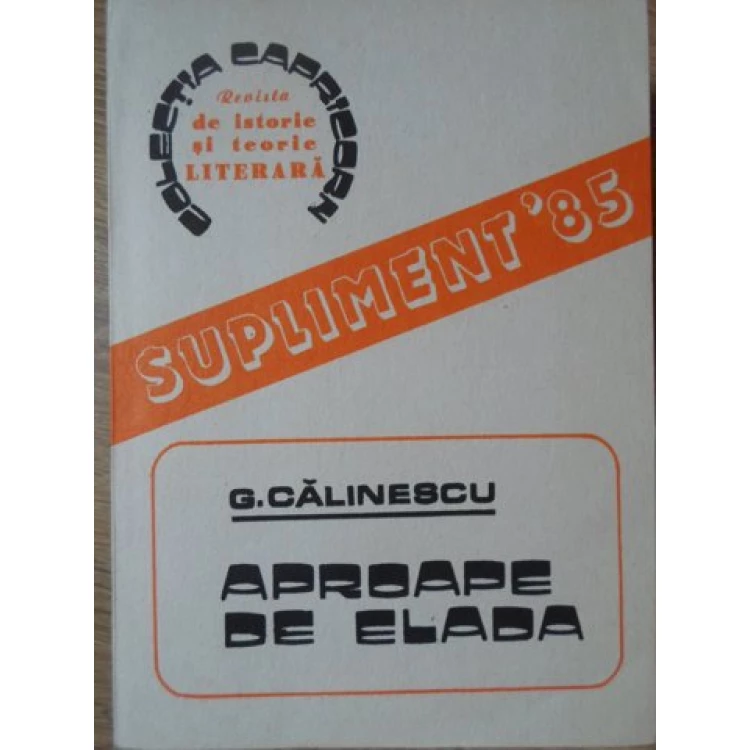 COLECȚIA CAPRICORN
Revista
de istorie
și teorie
LITERARĂ
SUPLIMENT '85
G. CĂLINESCU
APROAPE
DE ELADA